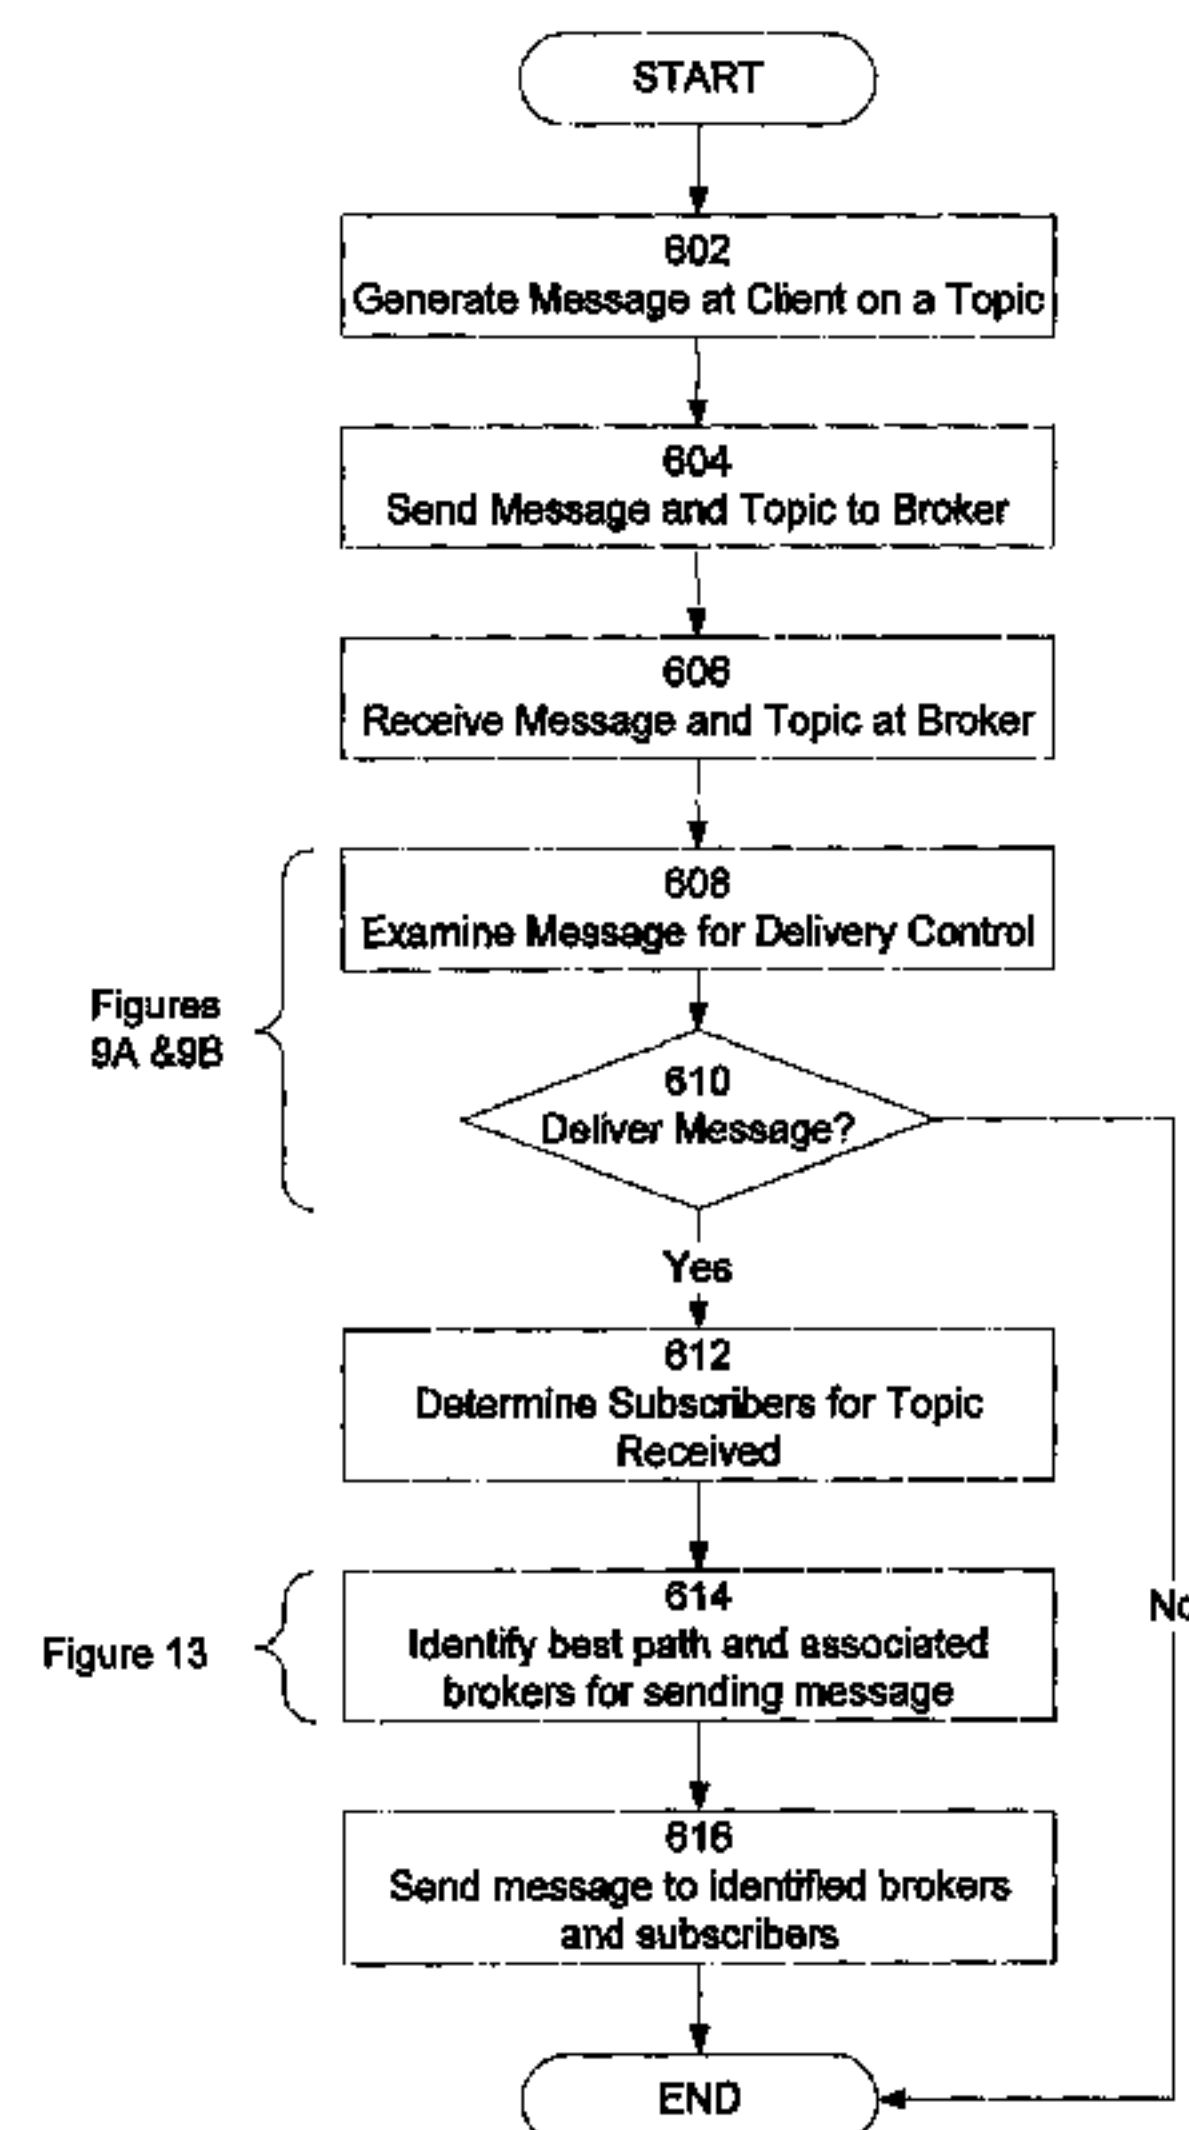 START
602
Generate Message at Client on a Topic
604
Send Message and Topic to Broker
606
Receive Message and Topic at Broker
608
Examine Message for Delivery Control
Figures
9A &9B
610
Deliver Message?
Yes
612
Determine Subscribers for Topic
Received
614
Identify best path and associated
brokers for sending message
Figure 13
No
616
Send message to identified brokers
and subscribers
END